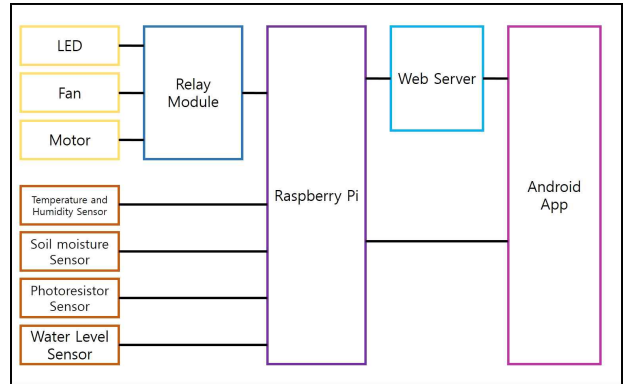 LED
Fan
Motor
Relay
Module
Temperature and
Humidity Sensor
Soil moisture
Sensor
Photoresistor
Sensor
Water Level
Sensor
Raspberry Pi
Web Server
Android
App